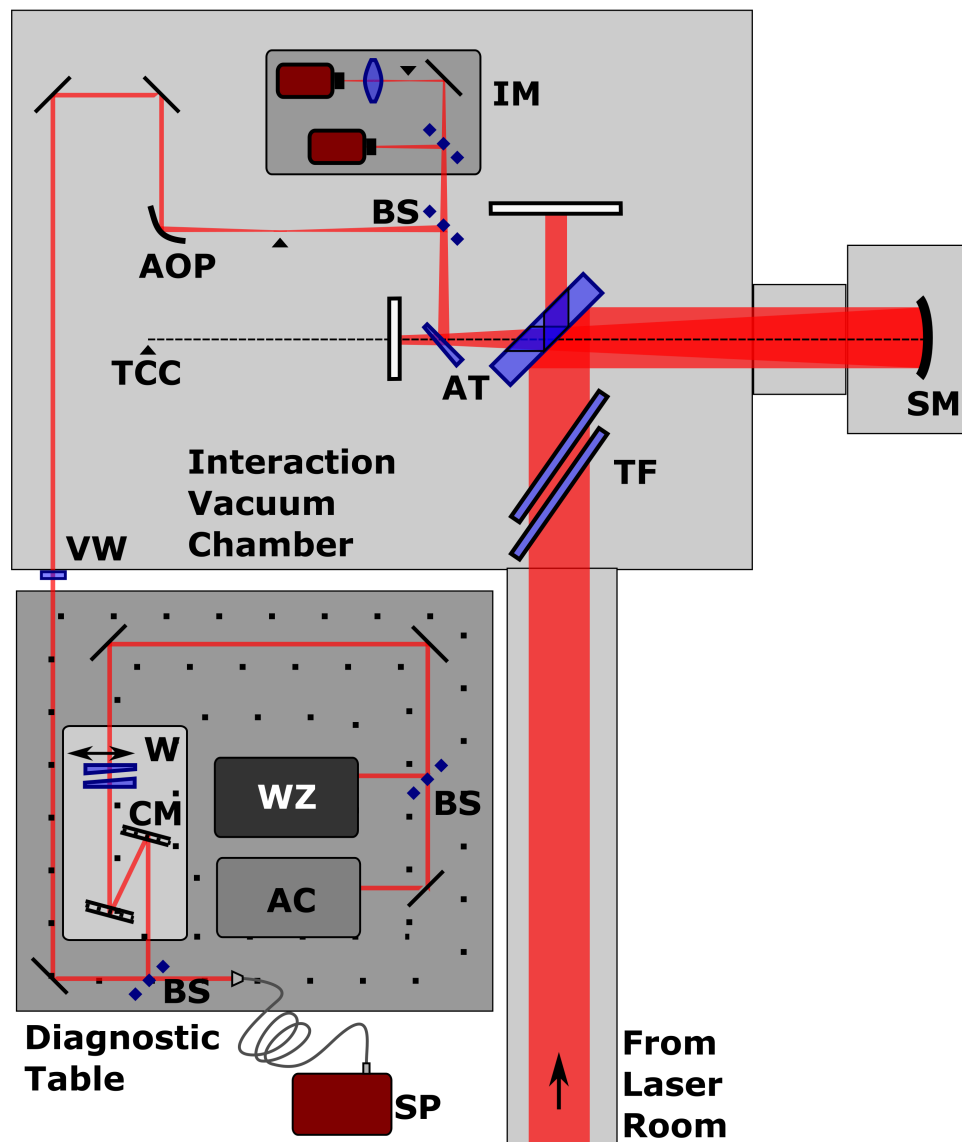 IM
BS
AOP
TCC
AT
SM
TF
Interaction
Vacuum
Chamber
VW
W
CM
WZ
BS
AC
BS
Diagnostic
Table
SP
From
Laser
Room